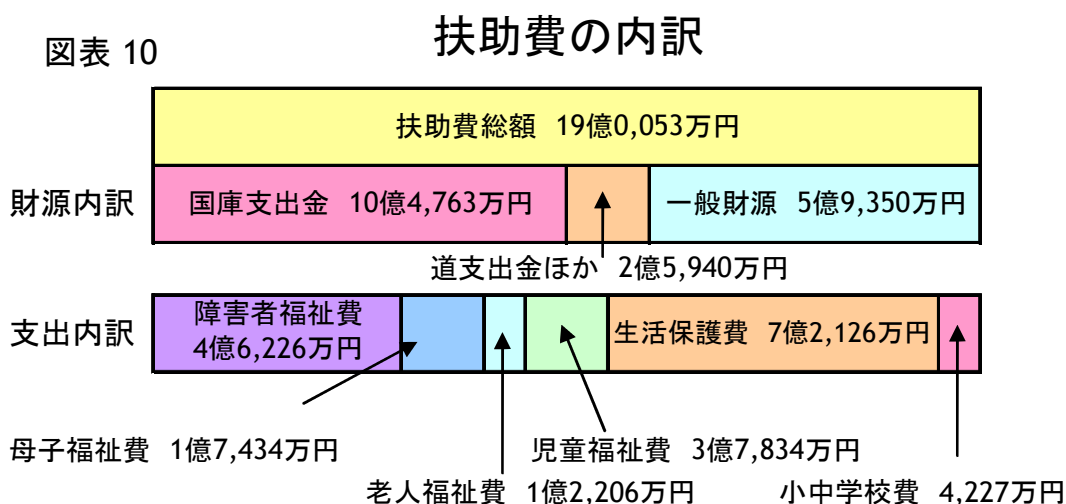 図表 10
扶助費の内訳
扶助費総額 19億0,053万円
財源内訳
国庫支出金 10億4,763万円
一般財源 5億9,350万円
道支出金ほか 2億5,940万円
支出内訳
障害者福祉費
4億6,226万円
生活保護費 7億2,126万円
母子福祉費 1億7,434万円
児童福祉費 3億7,834万円
老人福祉費 1億2,206万円
小中学校費 4,227万円